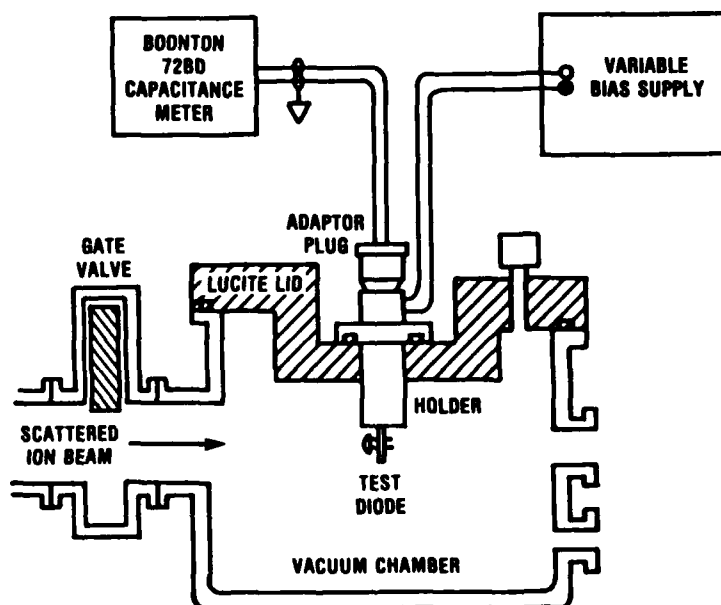 BOONTON
72BD
CAPACITANCE
METER
VARIABLE
BIAS SUPPLY
ADAPTOR
PLUG
GATE
VALVE
LUCITE LID
HOLDER
SCATTERED
ION BEAM
TEST
DIODE
VACUUM CHAMBER